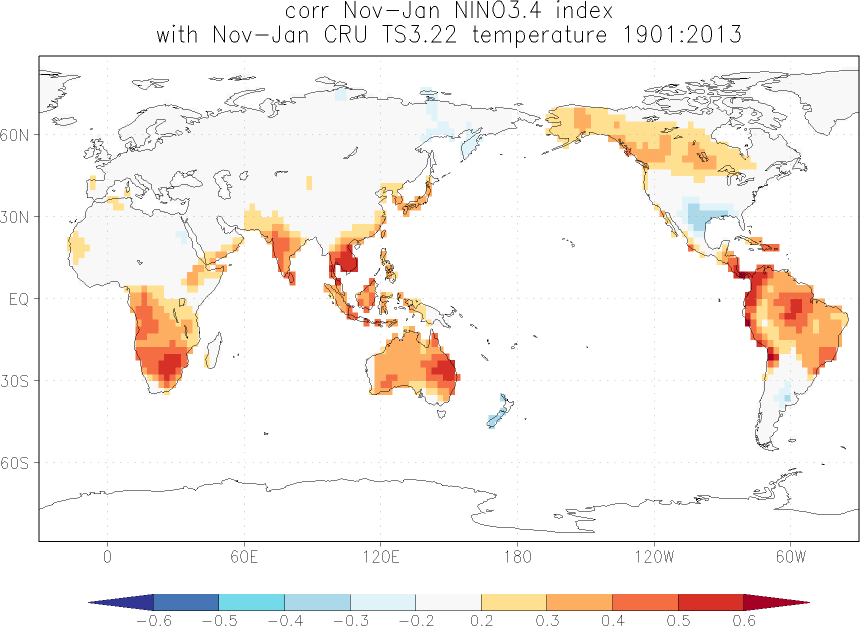 corr Nov-Jan NINO3.4 index
with Nov-Jan CRU TS3.22 temperature 1901:2013
60N
30N
EQ
30S
60S
0 60E 120E 180 120W 60W
-0.6 -0.5 -0.4 -0.3 -0.2 0.2 0.3 0.4 0.5 0.6